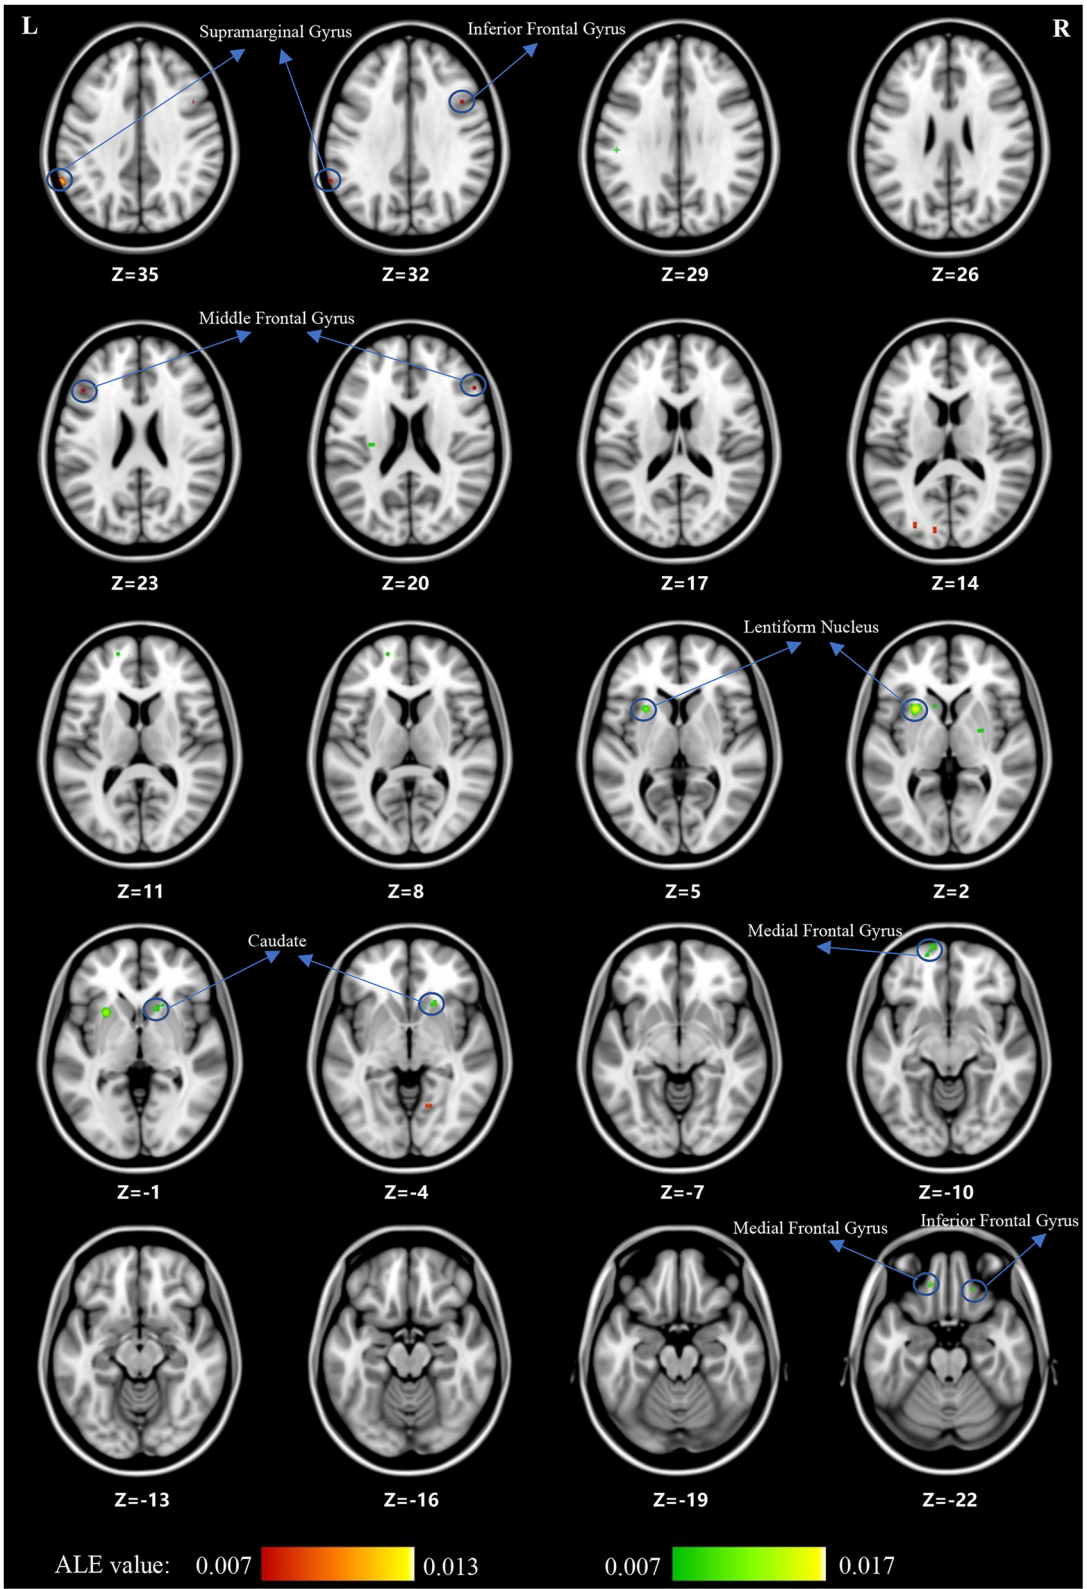 L
R
Supramarginal Gyrus
Inferior Frontal Gyrus
Z=35
Z=32
Z=29
Z=26
Middle Frontal Gyrus
Z=23
Z=20
Z=17
Z=14
Lentiform Nucleus
Z=11
Z=8
Z=5
Z=2
Caudate
Medial Frontal Gyrus
Z=-1
Z=-4
Z=-7
Z=-10
Medial Frontal Gyrus
Inferior Frontal Gyrus
Z=-13
Z=-16
Z=-19
Z=-22
ALE value: 0.007 0.013 0.007 0.017